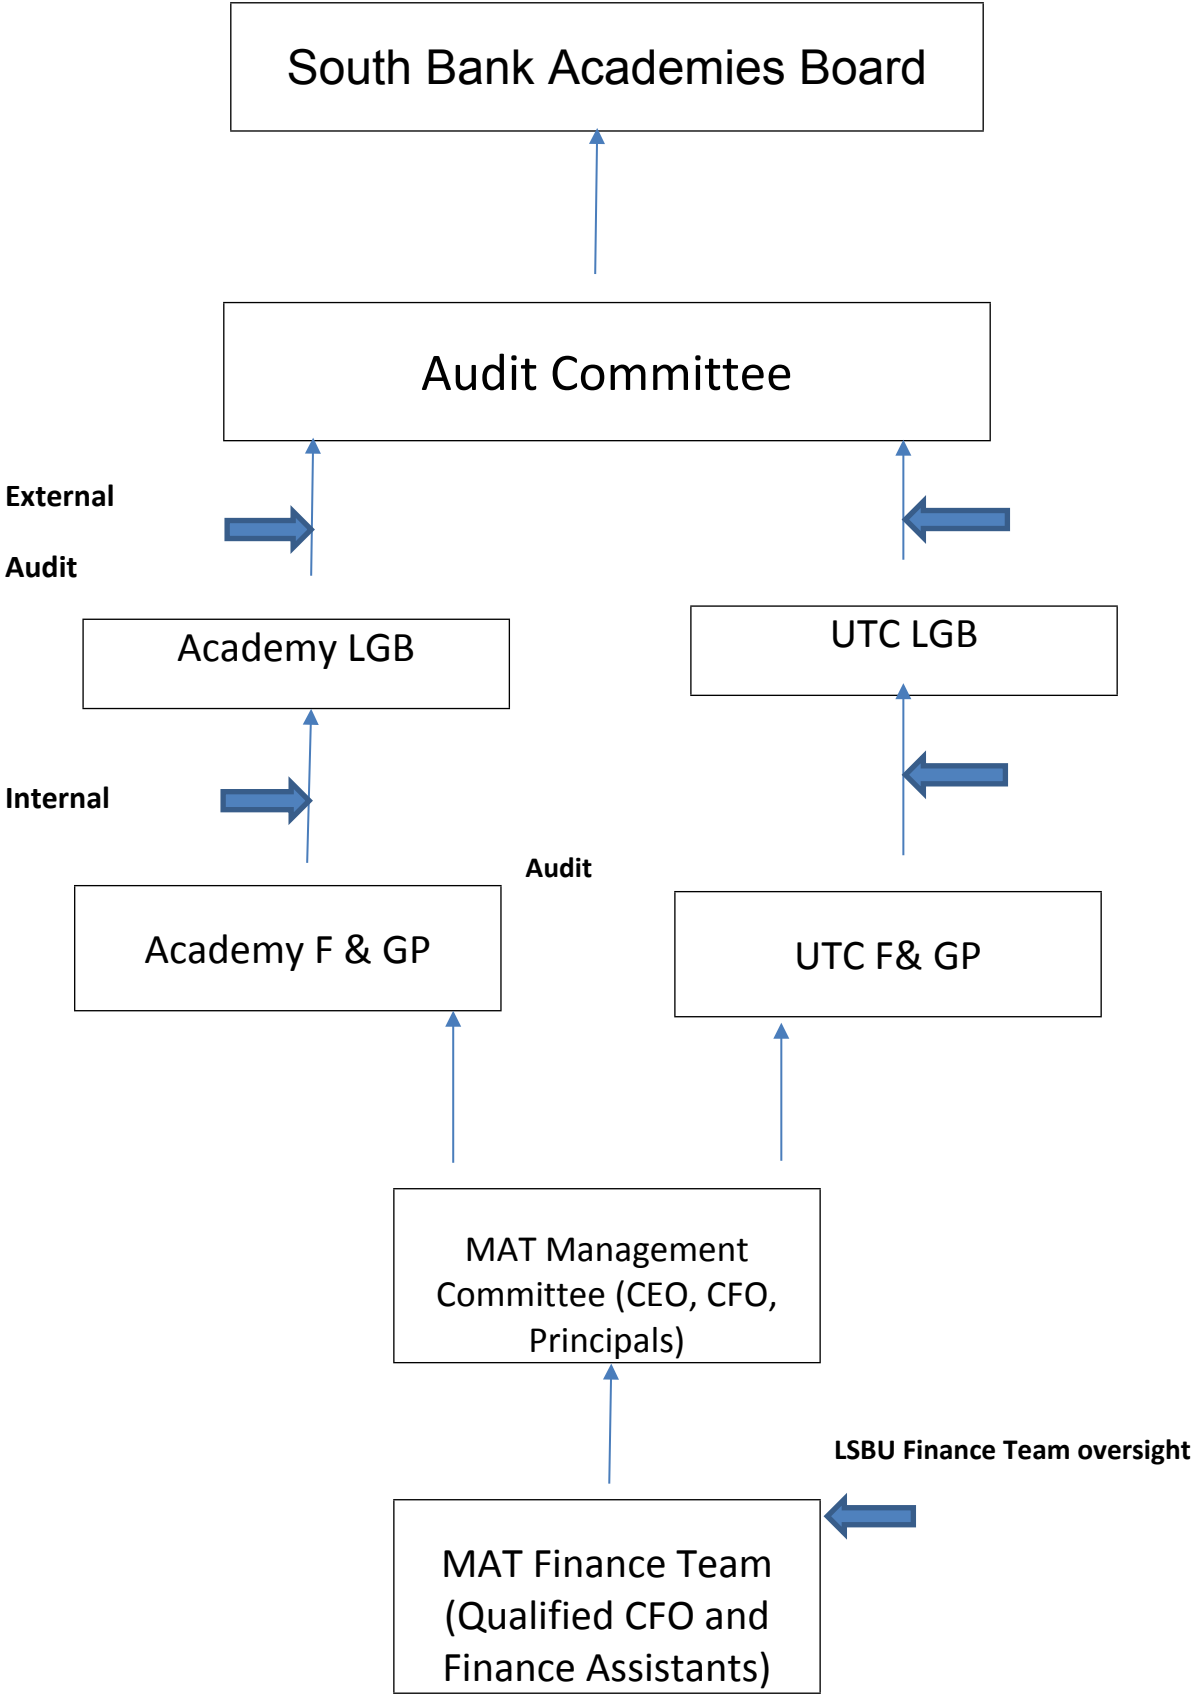 South Bank Academies Board
Audit Committee
External
Audit
Academy LGB
UTC LGB
Internal
Audit
Academy F & GP
UTC F& GP
MAT Management
Committee (CEO, CFO,
Principals)
LSBU Finance Team oversight
MAT Finance Team
(Qualified CFO and
Finance Assistants)